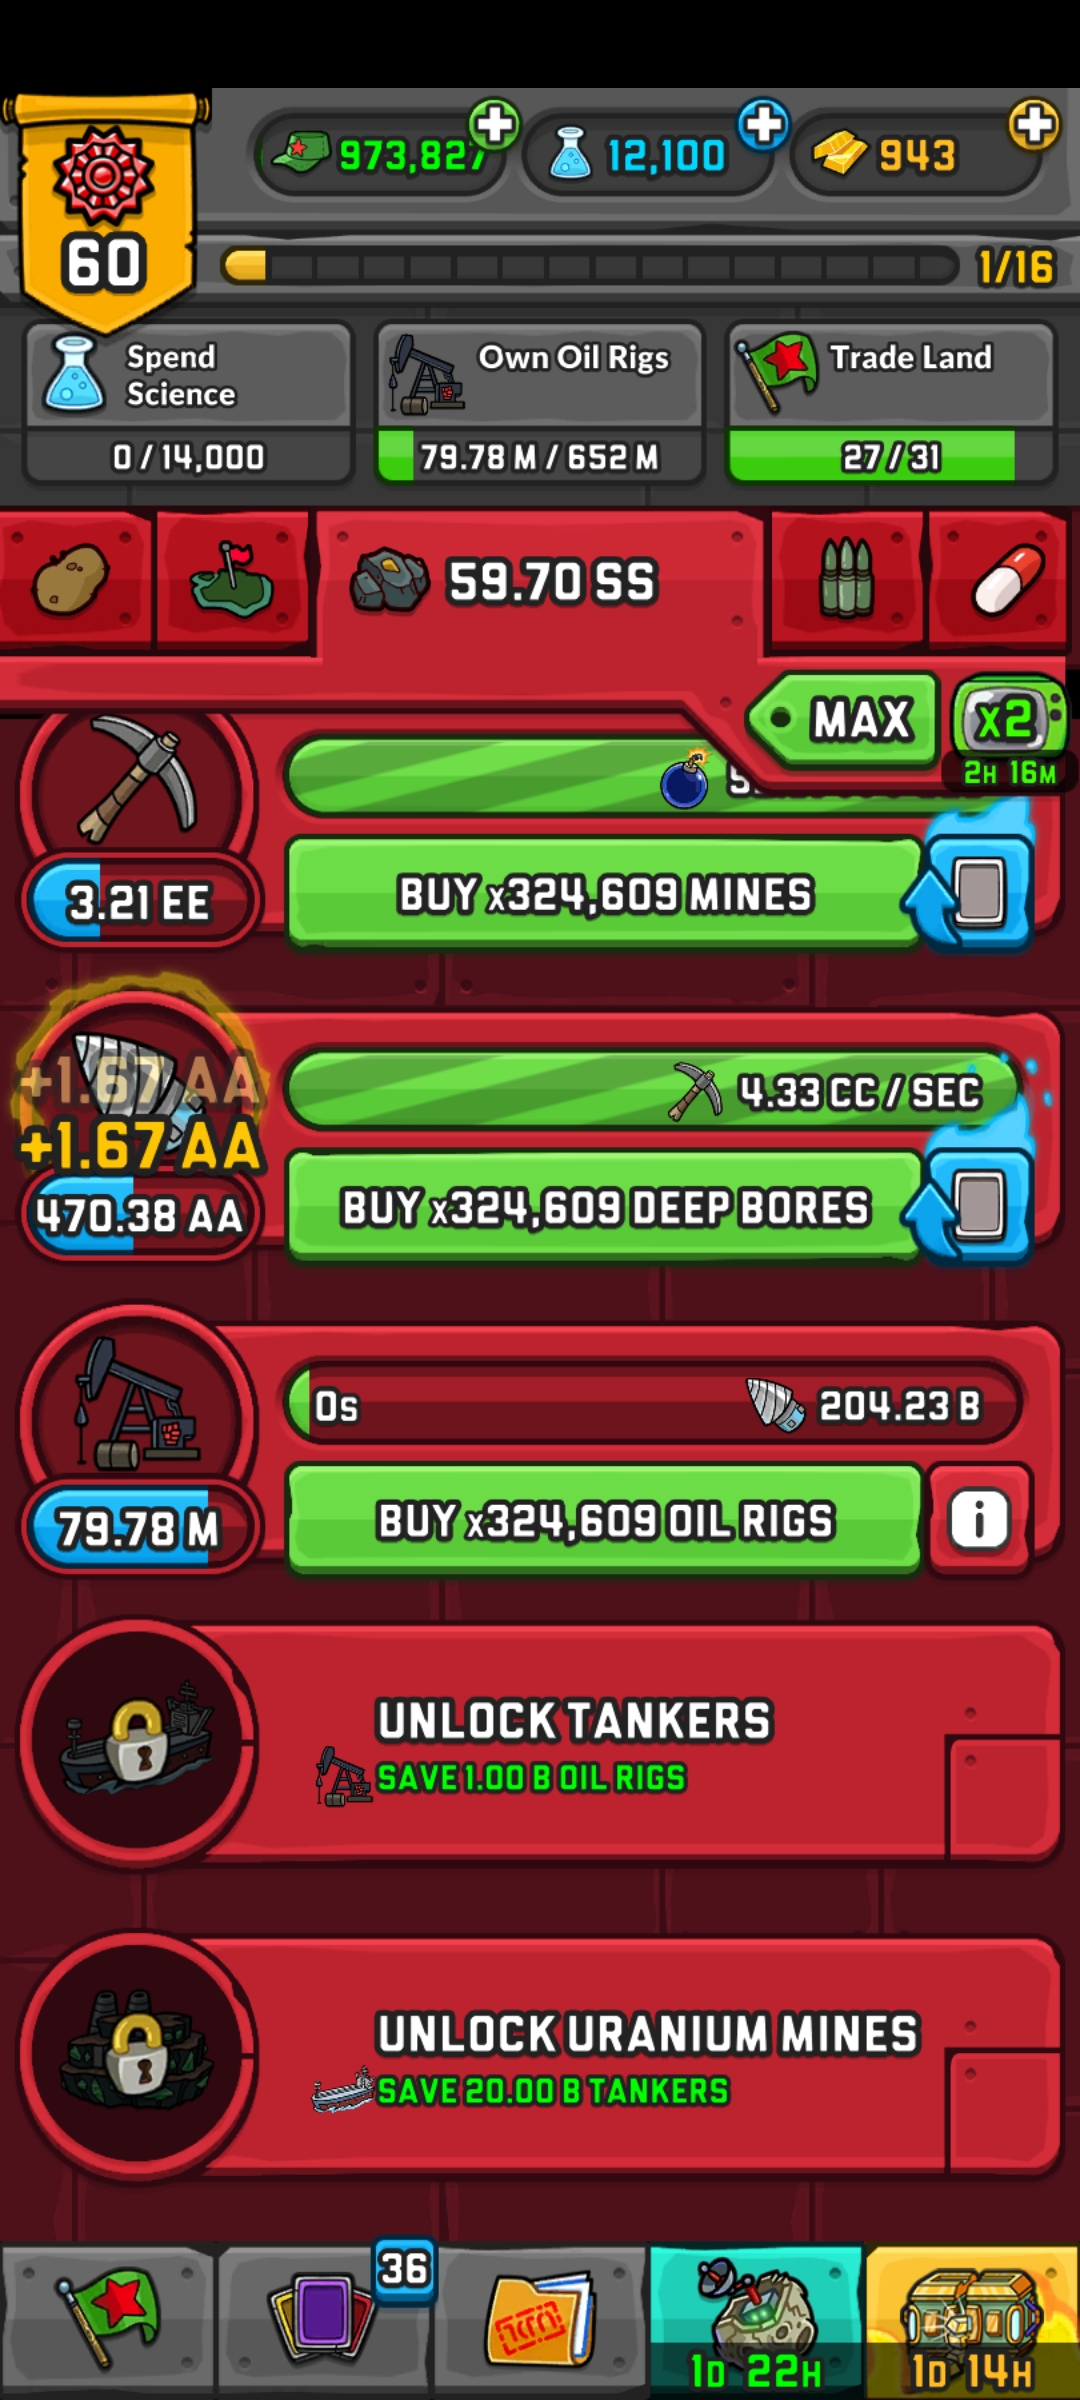 973,827
12,100
943
60
1/16
Spend
Science
0/14,000
Own Oil Rigs
79.78 M/652 M
Trade Land
27/31
59.70 SS
MAX
x2
2H 16M
3.21 EE
BUY x324,609 MINES
+1.67 AA
+1.67 AA
470.38 AA
4.33 CC/SEC
BUY x324,609 DEEP BORES
0s
204.23 B
79.78 M
BUY x324,609 OIL RIGS
i
UNLOCK TANKERS
SAVE 1.00 B OIL RIGS
UNLOCK URANIUM MINES
SAVE 20.00 B TANKERS
36
1D 22H
1D 14H